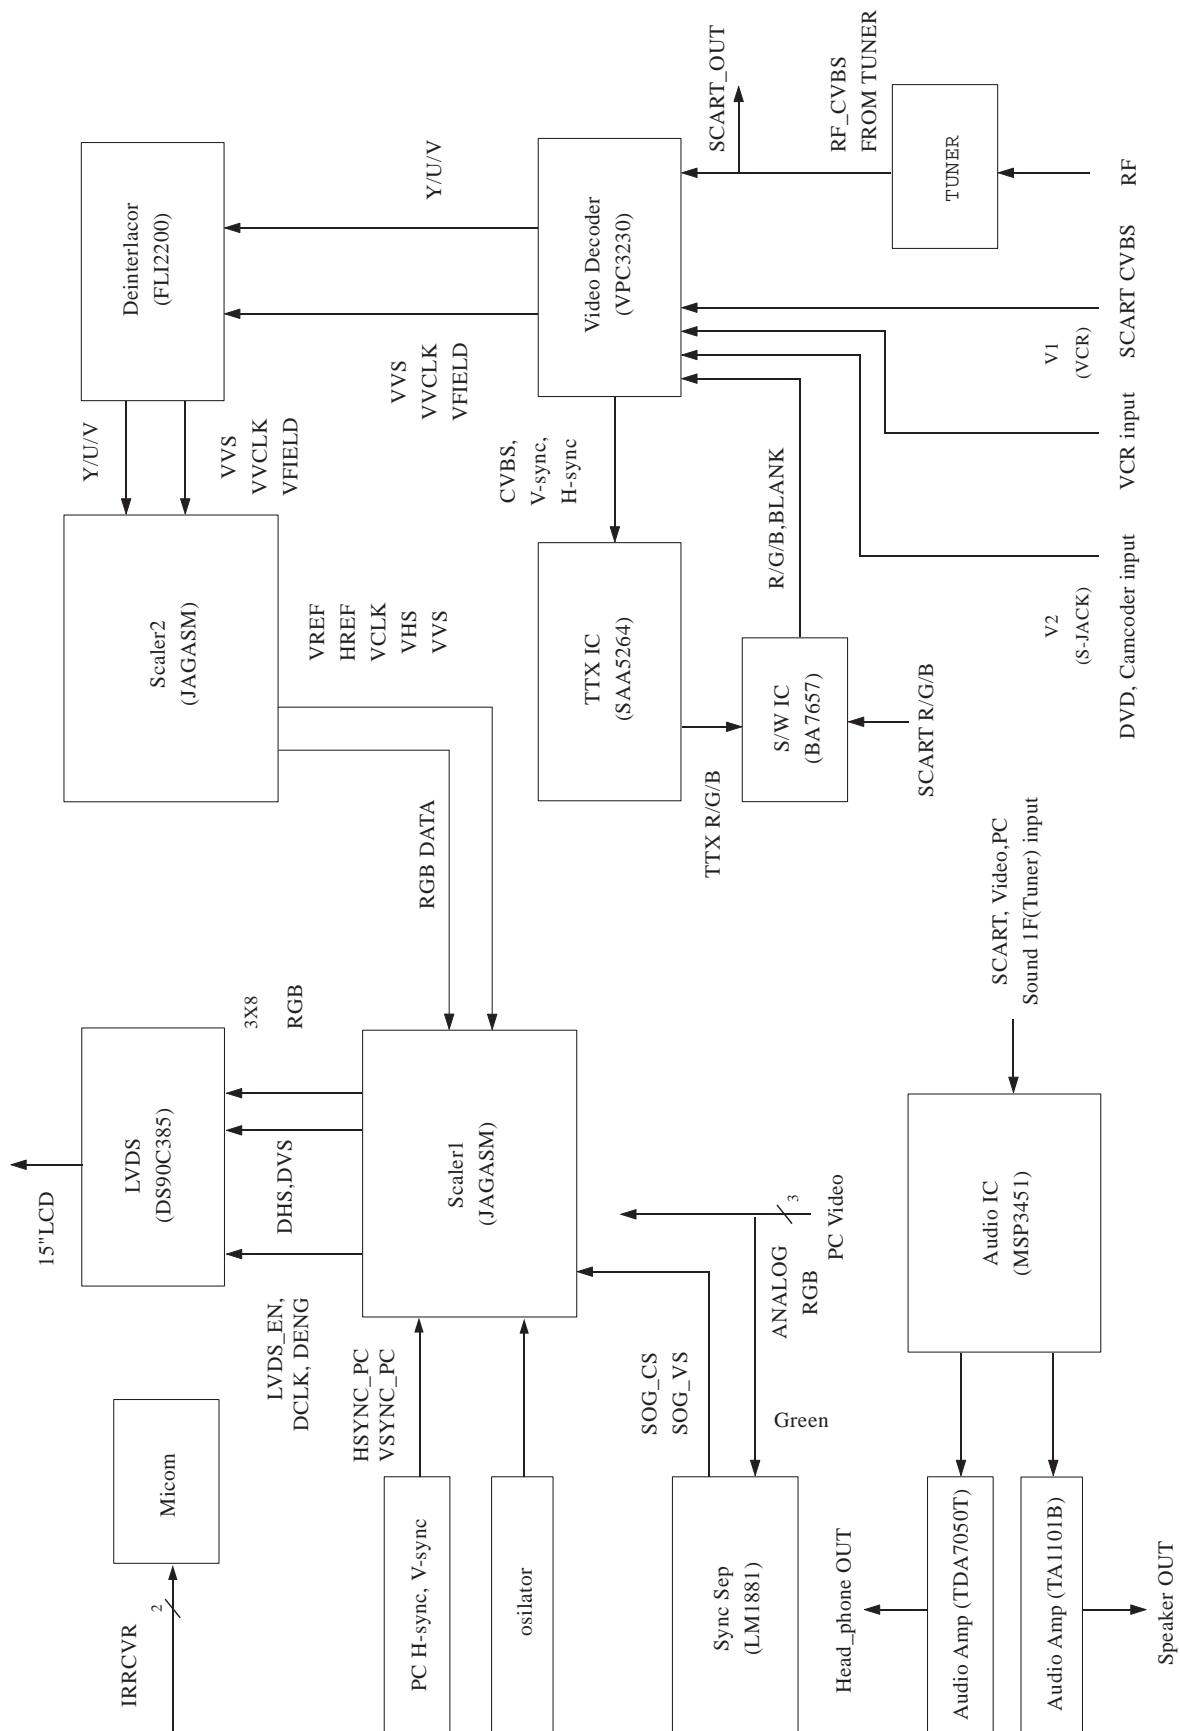 IRRCVR
2
Micom
15"LCD
LVDS
(DS90C385)
3X8
RGB
DHS,DVS
LVDS_EN,
DCLK, DENG
HSYNC_PC
VSYNC_PC
PC H-sync, V-sync
osilator
Scaler1
(JAGASM)
RGB DATA
Scaler2
(JAGASM)
VREF
HREF
VCLK
VHS
VVS
Y/U/V
VVS
VVCLK
VFIELD
Deinterlacor
(FLI2200)
Y/U/V
VVS
VVCLK
VFIELD
Video Decoder
(VPC3230)
CVBS,
V-sync,
H-sync
TTX IC
(SAA5264)
TTX R/G/B
S/W IC
(BA7657)
R/G/B,BLANK
SCART R/G/B
SCART_OUT
RF_CVBS
FROM TUNER
TUNER
RF
SCART CVBS
V1
(VCR)
VCR input
V2
(S-JACK)
DVD, Camcoder input
SOG_CS
SOG_VS
Sync Sep
(LM1881)
Green
ANALOG
RGB
3
PC Video
SCART, Video,PC
Sound 1F(Tuner) input
Audio IC
(MSP3451)
Audio Amp (TDA7050T)
Audio Amp (TA1101B)
Head_phone OUT
Speaker OUT